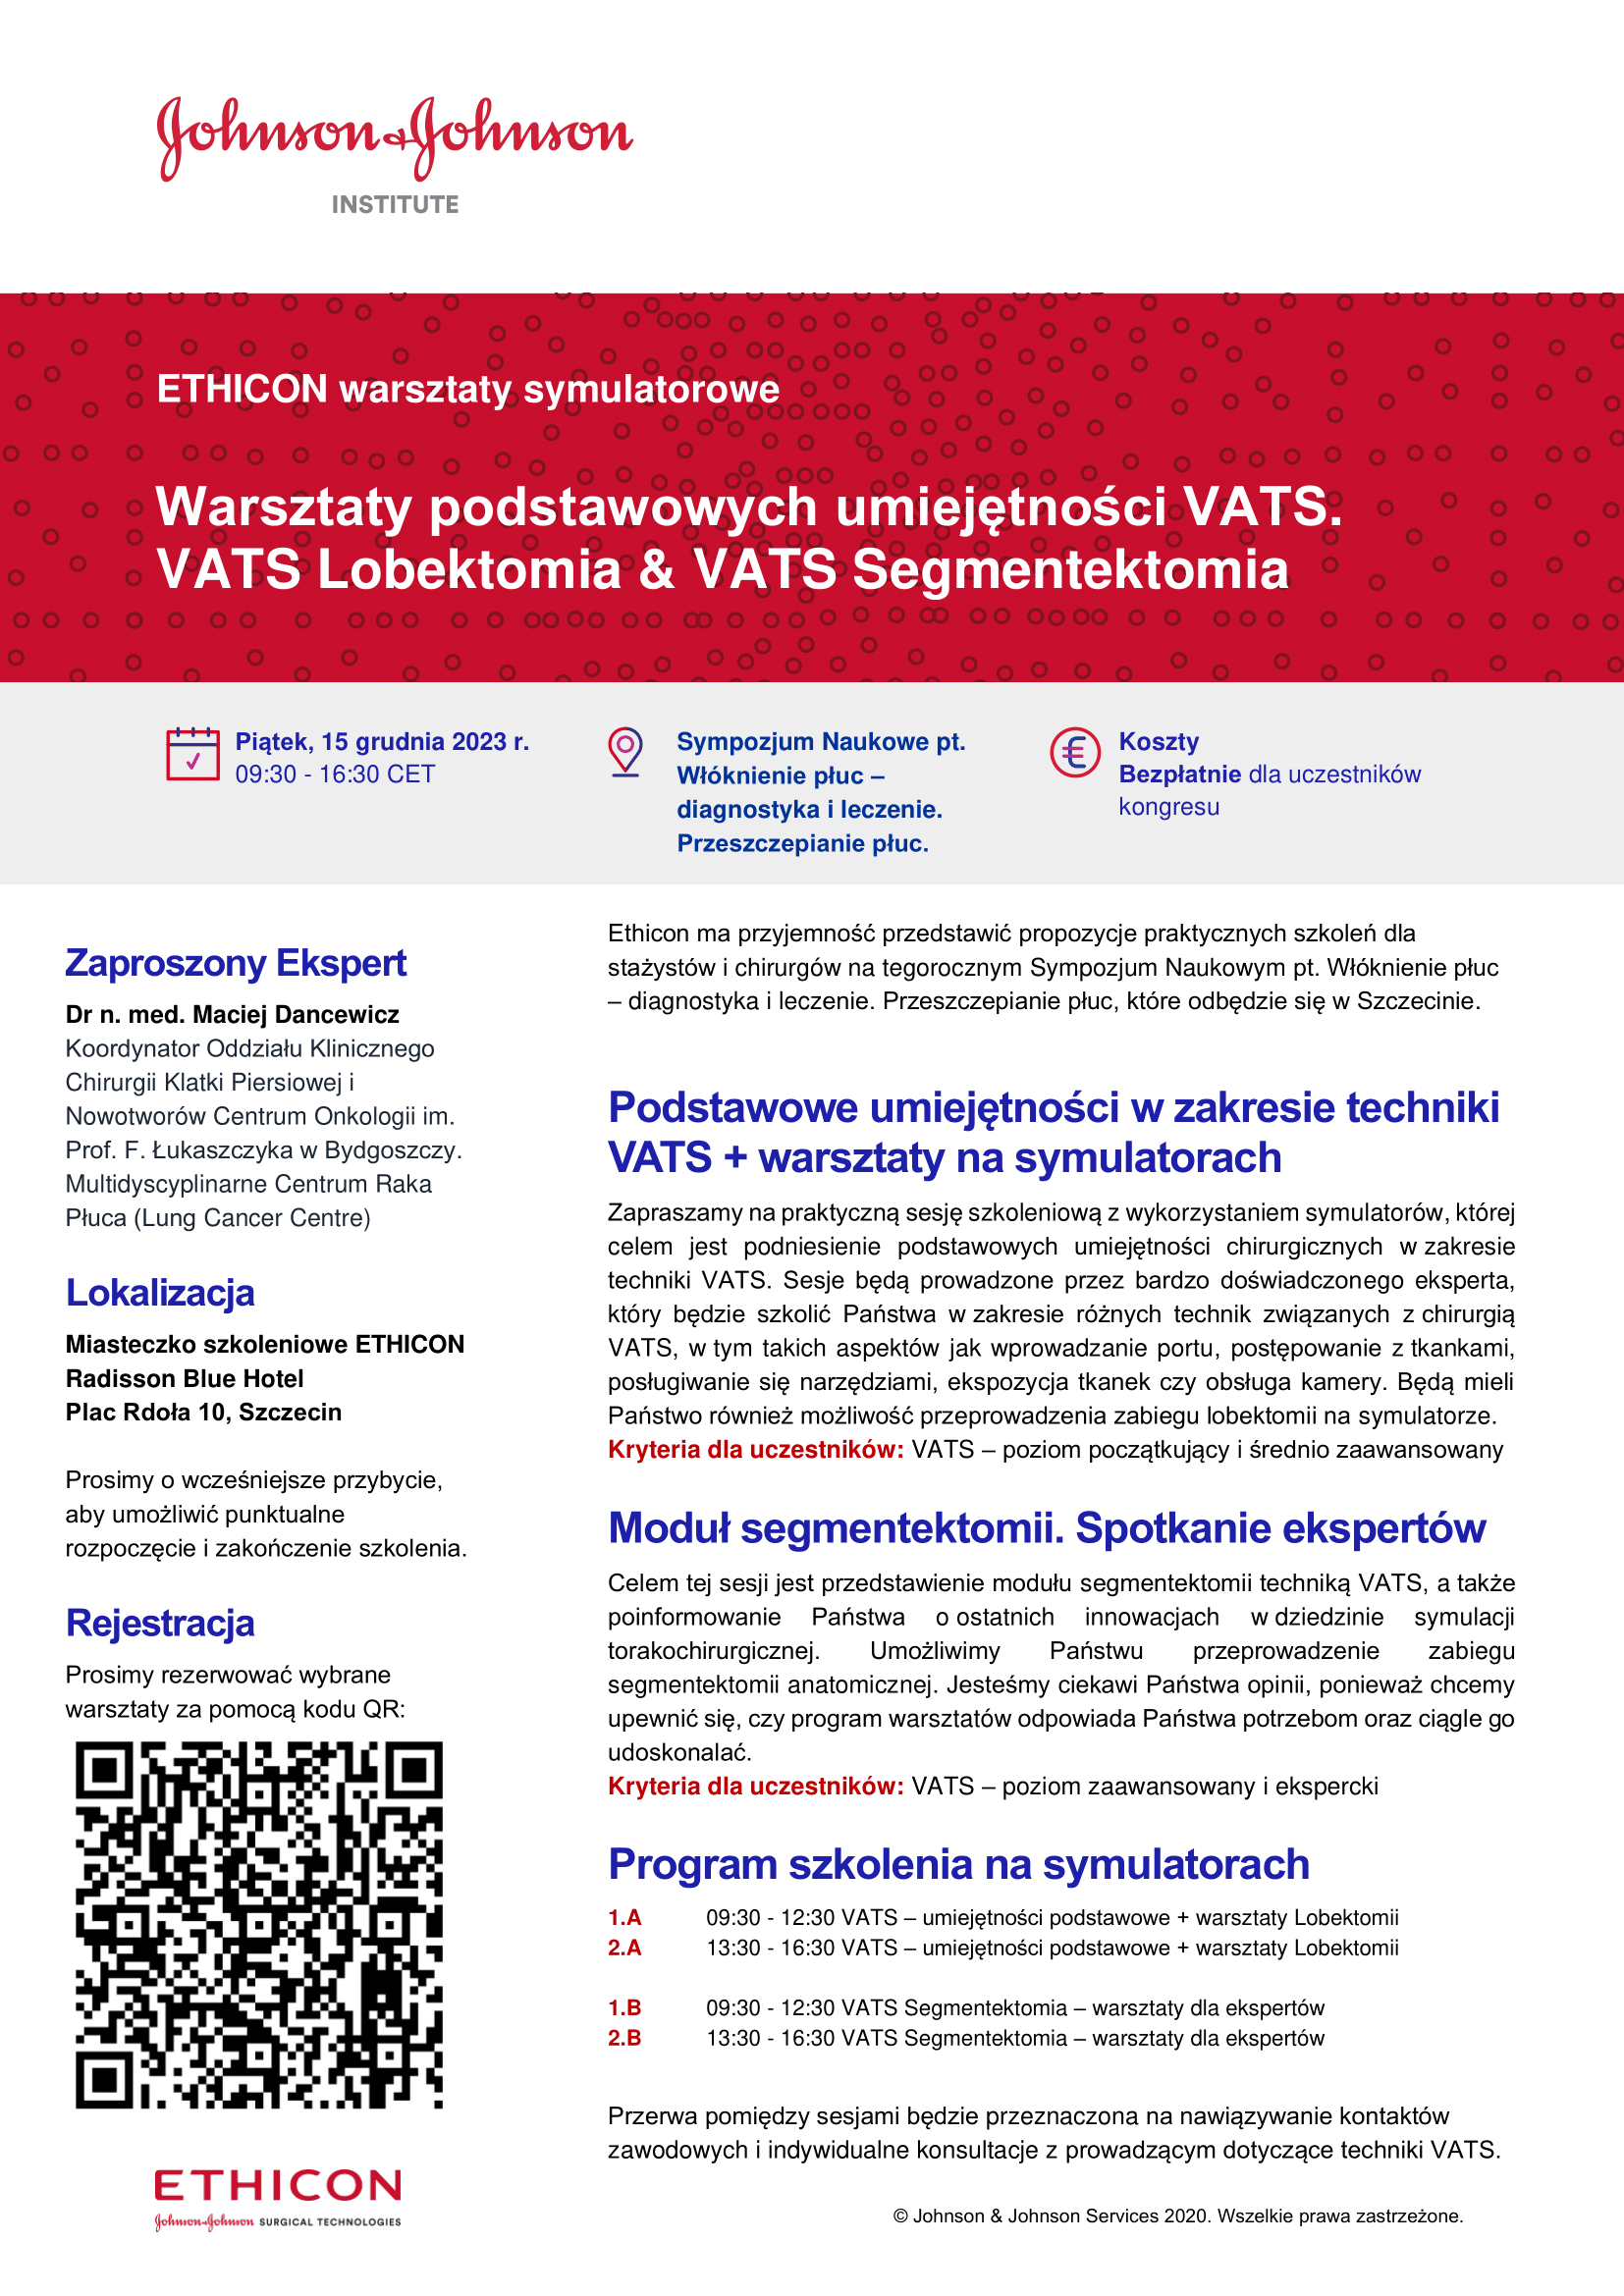 Johnson & Johnson
INSTITUTE
ETHICON warsztaty symulatorowe
Warsztaty podstawowych umiejętności VATS.
VATS Lobektomia & VATS Segmentektomia
Piątek, 15 grudnia 2023 r.
09:30 - 16:30 CET
Sympozjum Naukowe pt.
Włóknienie płuc –
diagnostyka i leczenie.
Przeszczepianie płuc.
Koszty
Bezpłatnie dla uczestników
kongresu
Zaproszony Ekspert
Dr n. med. Maciej Dancewicz
Koordynator Oddziału Klinicznego
Chirurgii Klatki Piersiowej i
Nowotworów Centrum Onkologii im.
Prof. F. Łukaszczyka w Bydgoszczy.
Multidyscyplinarne Centrum Raka
Płuca (Lung Cancer Centre)
Lokalizacja
Miasteczko szkoleniowe ETHICON
Radisson Blue Hotel
Plac Rdoła 10, Szczecin
Prosimy o wcześniejsze przybycie,
aby umożliwić punktualne
rozpoczęcie i zakończenie szkolenia.
Rejestracja
Prosimy rezerwować wybrane
warsztaty za pomocą kodu QR:
ETHICON
Johnson & Johnson SURGICAL TECHNOLOGIES
Ethicon ma przyjemność przedstawić propozycje praktycznych szkoleń dla
stażystów i chirurgów na tegorocznym Sympozjum Naukowym pt. Włóknienie płuc
– diagnostyka i leczenie. Przeszczepianie płuc, które odbędzie się w Szczecinie.
Podstawowe umiejętności w zakresie techniki
VATS + warsztaty na symulatorach
Zapraszamy na praktyczną sesję szkoleniową z wykorzystaniem symulatorów, której
celem jest podniesienie podstawowych umiejętności chirurgicznych w zakresie
techniki VATS. Sesje będą prowadzone przez bardzo doświadczonego eksperta,
który będzie szkolić Państwa w zakresie różnych technik związanych z chirurgią
VATS, w tym takich aspektów jak wprowadzanie portu, postępowanie z tkankami,
posługiwanie się narzędziami, ekspozycja tkanek czy obsługa kamery. Będą mieli
Państwo również możliwość przeprowadzenia zabiegu lobektomii na symulatorze.
Kryteria dla uczestników: VATS – poziom początkujący i średnio zaawansowany
Moduł segmentektomii. Spotkanie ekspertów
Celem tej sesji jest przedstawienie modułu segmentektomii techniką VATS, a także
poinformowanie Państwa o ostatnich innowacjach w dziedzinie symulacji
torakochirurgicznej. Umożliwimy Państwu przeprowadzenie zabiegu
segmentektomii anatomicznej. Jesteśmy ciekawi Państwa opinii, ponieważ chcemy
upewnić się, czy program warsztatów odpowiada Państwa potrzebom oraz ciągle go
udoskonalać.
Kryteria dla uczestników: VATS – poziom zaawansowany i ekspercki
Program szkolenia na symulatorach
1.A 09:30 - 12:30 VATS – umiejętności podstawowe + warsztaty Lobektomii
2.A 13:30 - 16:30 VATS – umiejętności podstawowe + warsztaty Lobektomii
1.B 09:30 - 12:30 VATS Segmentektomia – warsztaty dla ekspertów
2.B 13:30 - 16:30 VATS Segmentektomia – warsztaty dla ekspertów
Przerwa pomiędzy sesjami będzie przeznaczona na nawiązywanie kontaktów
zawodowych i indywidualne konsultacje z prowadzącym dotyczące techniki VATS.
© Johnson & Johnson Services 2020. Wszelkie prawa zastrzeżone.